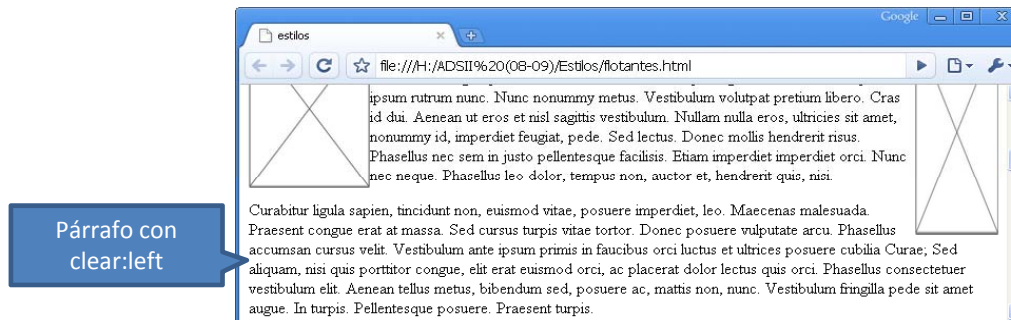 Google
estilos
file:///H:/ADSII%20(08-09)/Estilos/flotantes.html
ipsum rutrum nunc. Nunc nonummy metus. Vestibulum volutpat pretium libero. Cras
id dui. Aenean ut eros et nisl sagittis vestibulum. Nullam nulla eros, ultricies sit amet,
nonummy id, imperdiet feugiat, pede. Sed lectus. Donec mollis hendrerit risus.
Phasellus nec sem in justo pellentesque facilisis. Etiam imperdiet imperdiet orci. Nunc
nec neque. Phasellus leo dolor, tempus non, auctor et, hendrerit quis, nisi.
Curabitur ligula sapien, tincidunt non, euismod vitae, posuere imperdiet, leo. Maecenas malesuada.
Praesent congue erat at massa. Sed cursus turpis vitae tortor. Donec posuere vulputate arcu. Phasellus
accumsan cursus velit. Vestibulum ante ipsum primis in faucibus orci luctus et ultrices posuere cubilia Curae; Sed
aliquam, nisi quis porttitor congue, elit erat euismod orci, ac placerat dolor lectus quis orci. Phasellus consectetuer
vestibulum elit. Aenean tellus metus, bibendum sed, posuere ac, mattis non, nunc. Vestibulum fringilla pede sit amet
augue. In turpis. Pellentesque posuere. Praesent turpis.
Párrafo con
clear:left